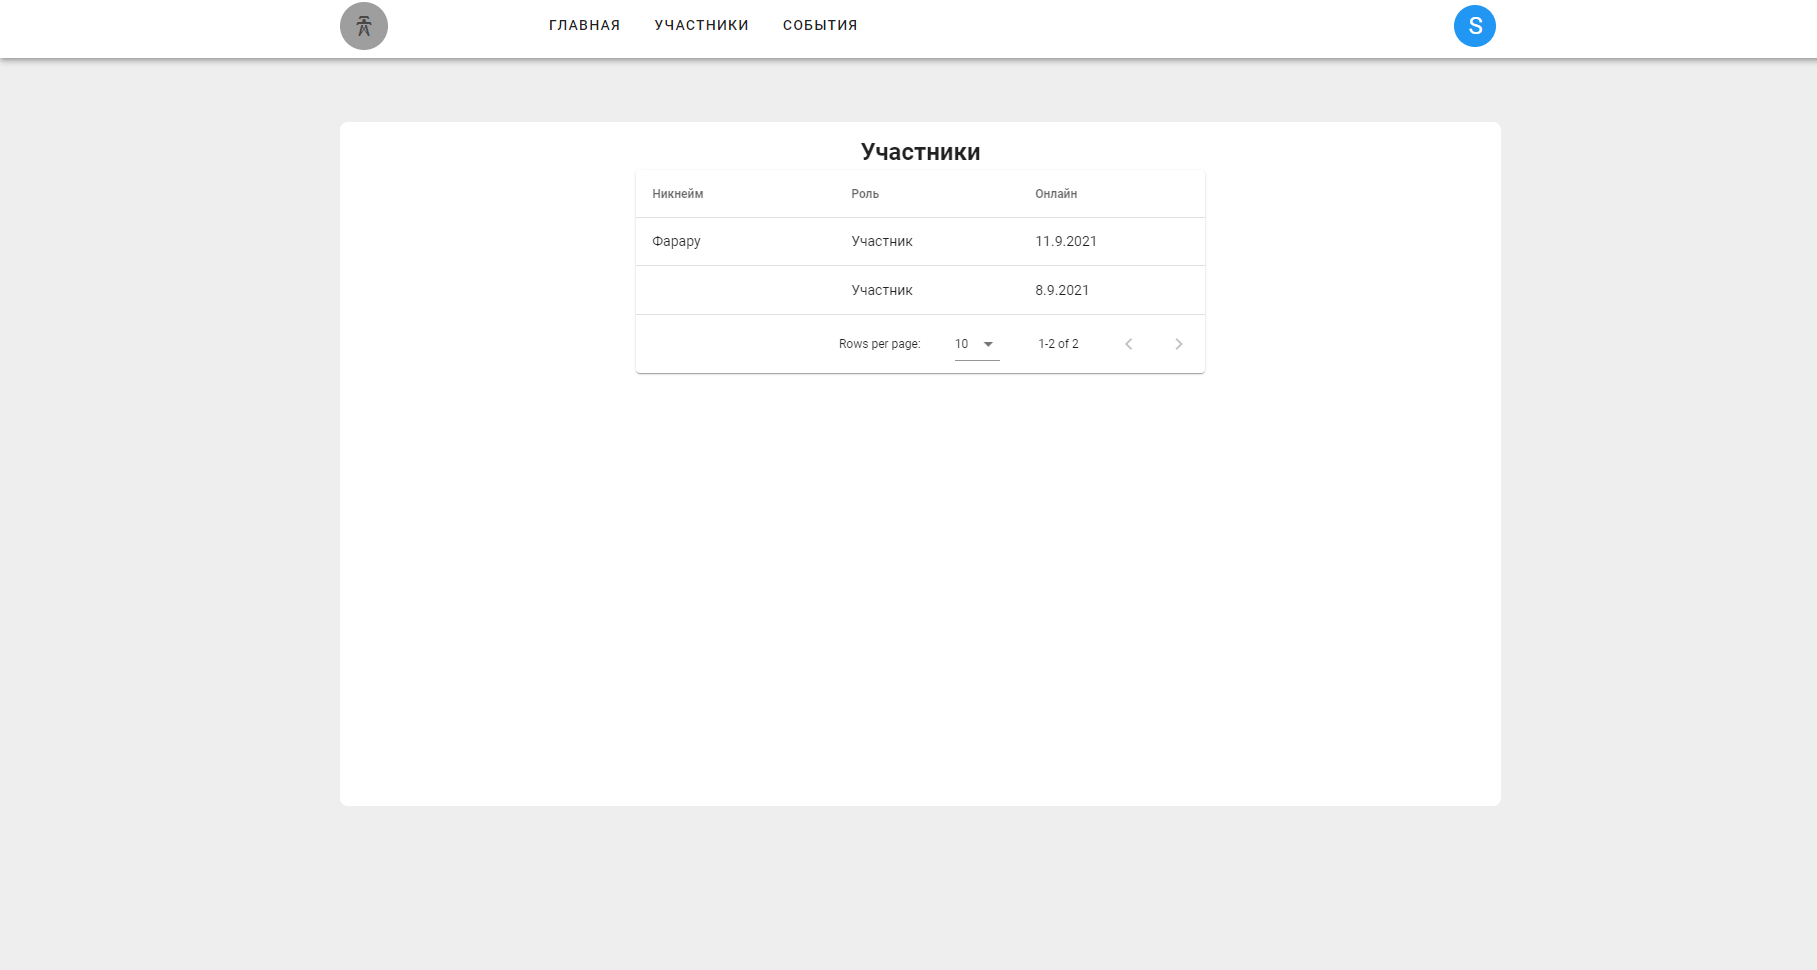 ГЛАВНАЯ УЧАСТНИКИ СОБЫТИЯ S
Участники
Никнейм Роль Онлайн
Фарару Участник 11.9.2021
Участник 8.9.2021
Rows per page: 10 1-2 of 2